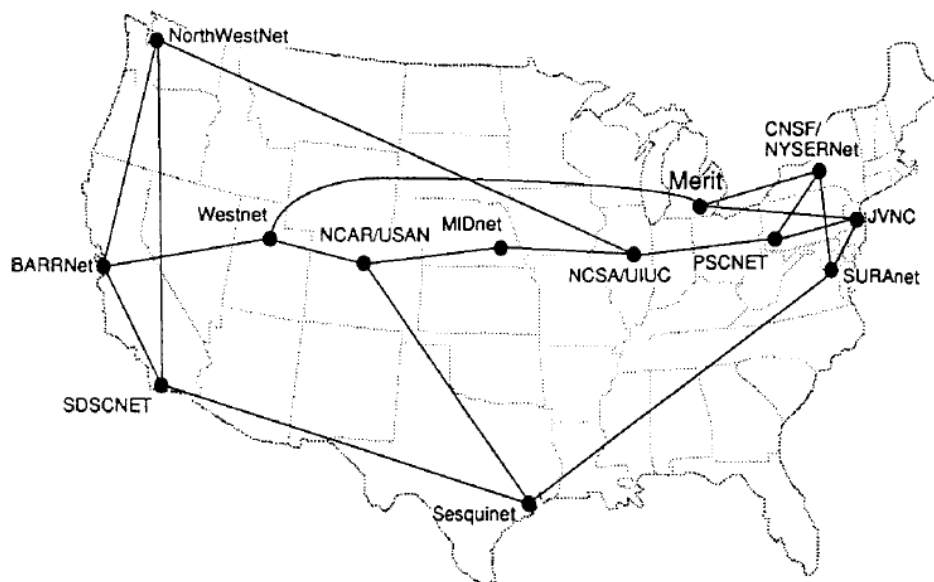 NorthWestNet
CNSF/
NYSERNet
Merit
Westnet
NCAR/USAN
MIDnet
JVNC
BARRNet
NCSA/UIUC
PSCNET
SURAnet
SDSCNET
Sesquinet